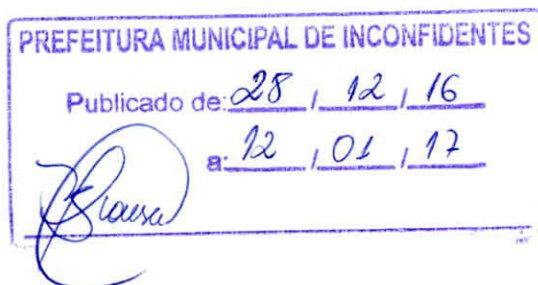 PREFEITURA MUNICIPAL DE INCONFIDENTES
Publicado de: 28 / 12 / 16
a: 12 / 01 / 17